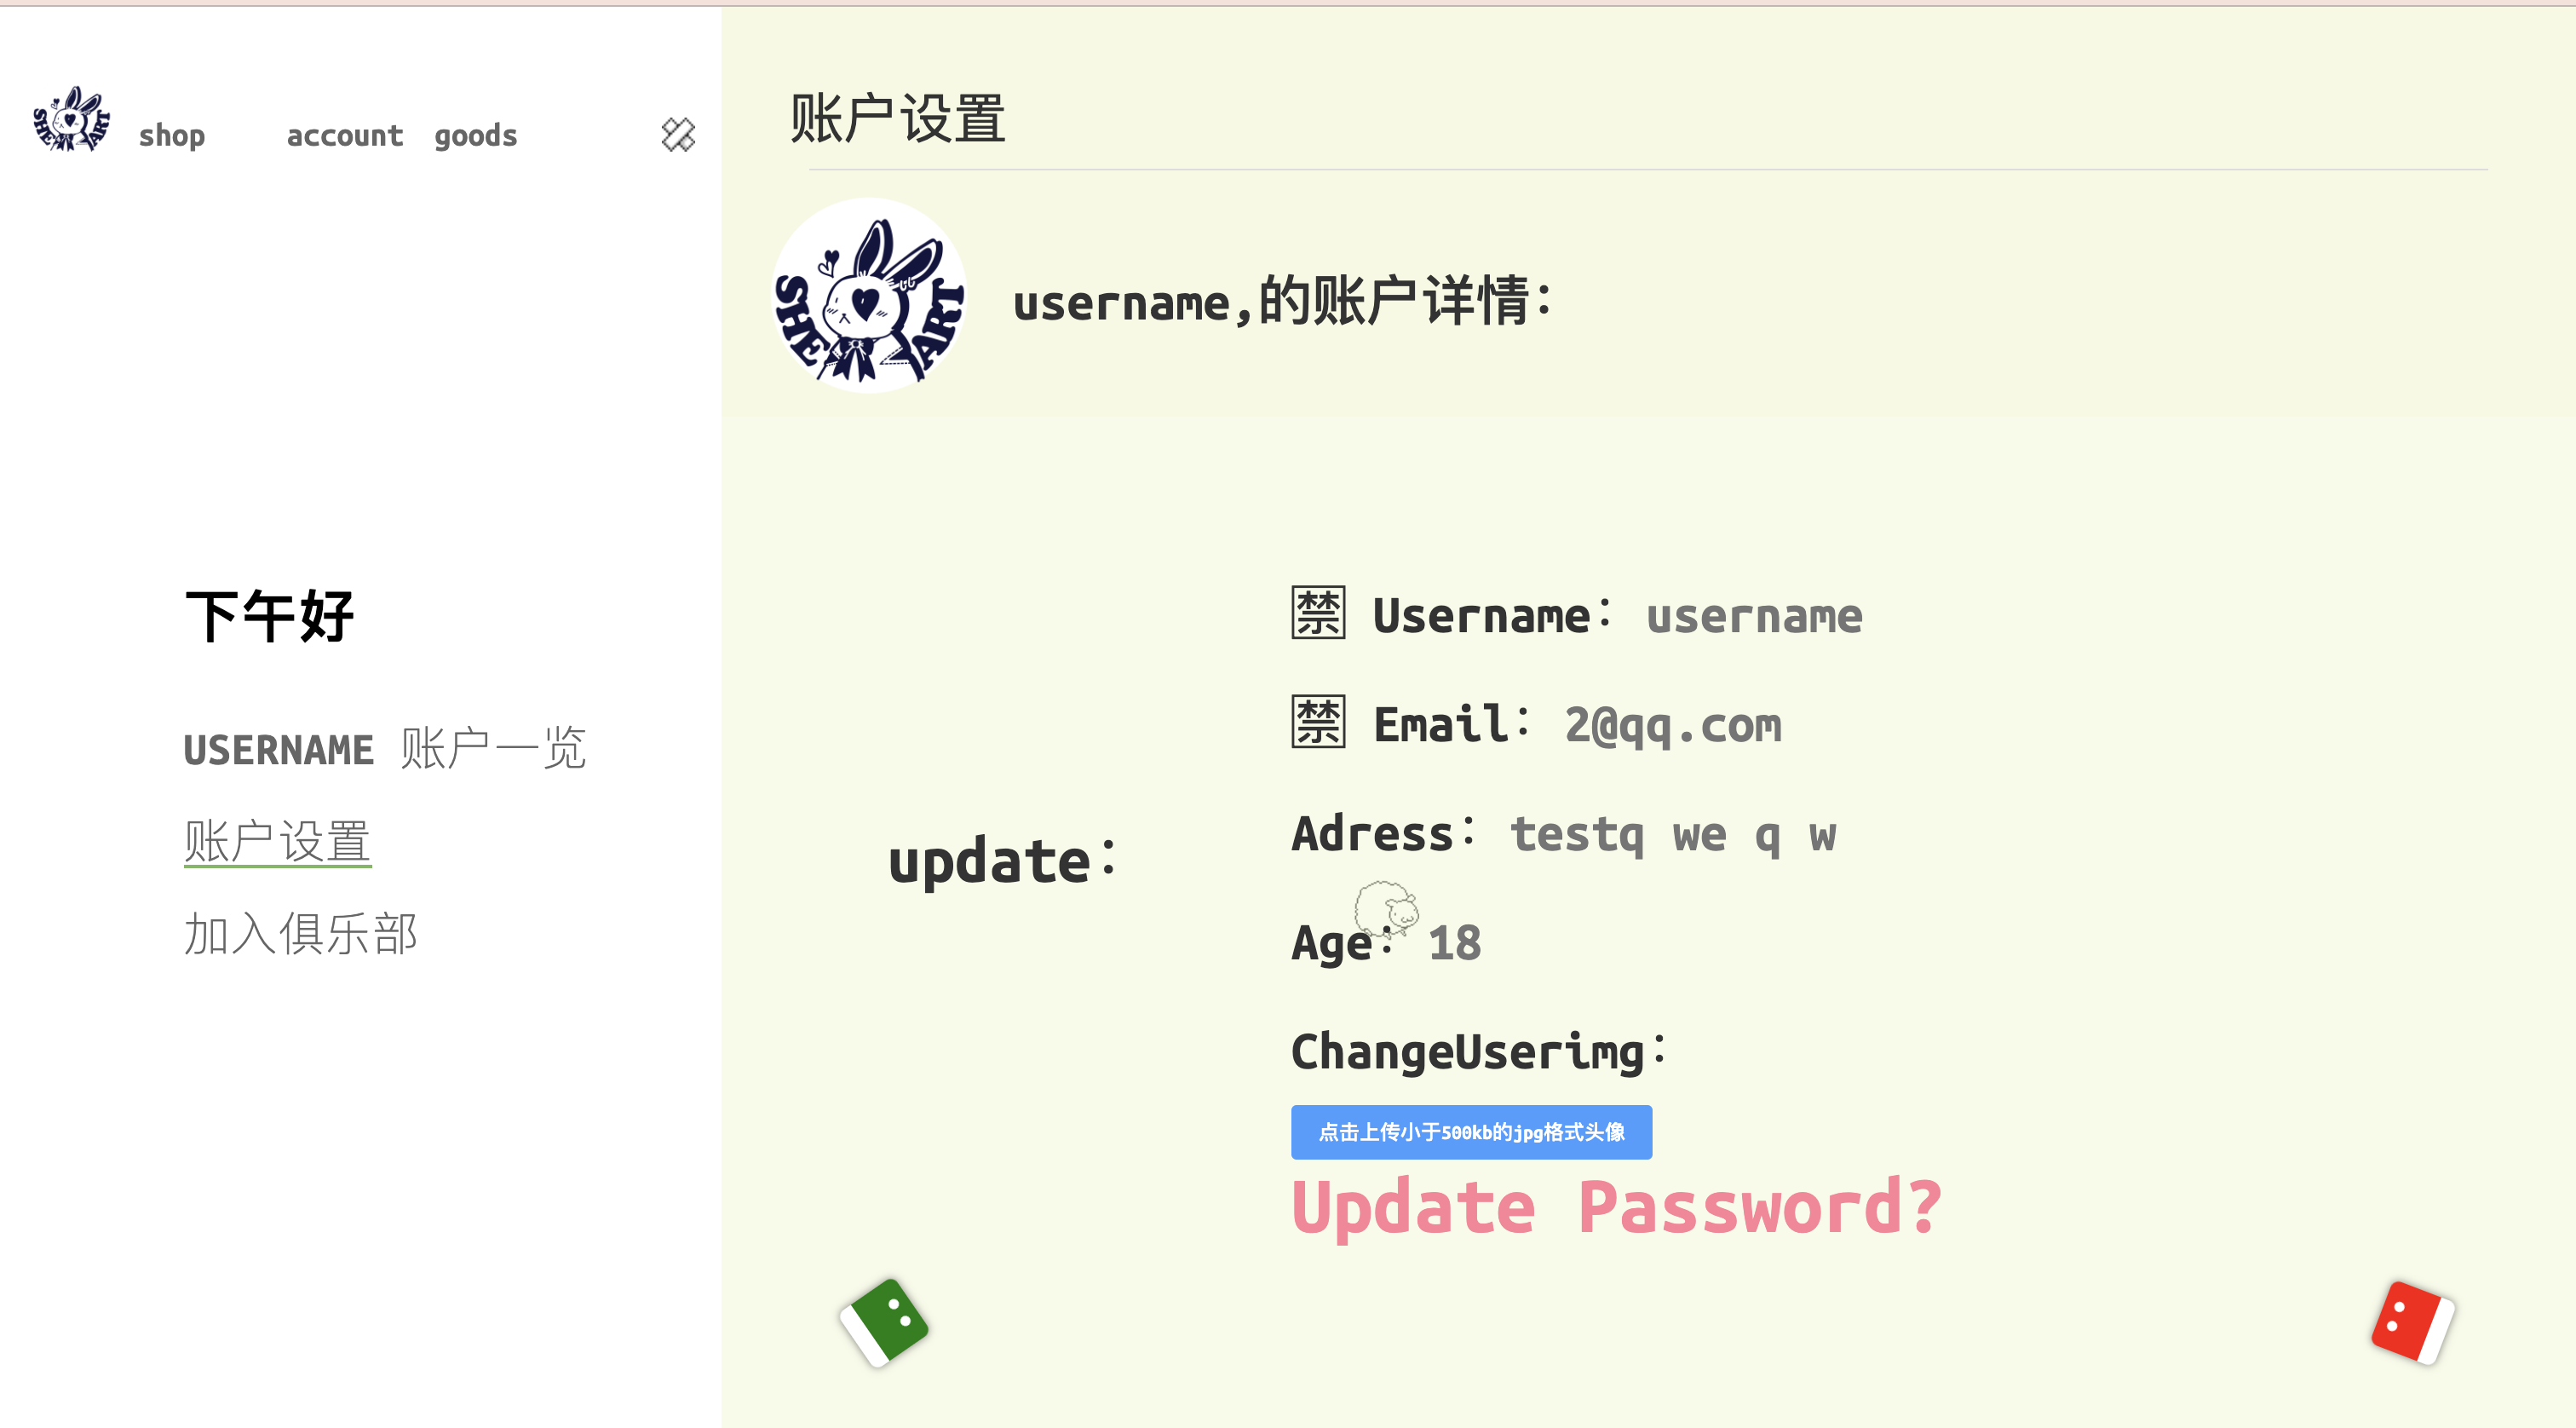 SHE ART
shop account goods
下午好
USERNAME 账户一览
账户设置
加入俱乐部
账户设置
SHE ART
username,的账户详情：
update：
禁 Username： username
禁 Email： 2@qq.com
Adress： testq we q w
Age： 18
ChangeUserimg：
点击上传小于500kb的jpg格式头像
Update Password?